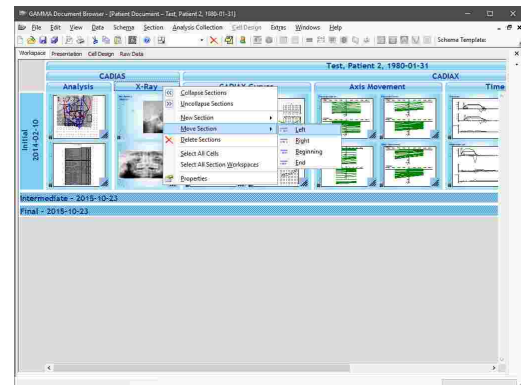 GAMMA Document Browser - [Patient Document - Test, Patient 2, 1980-01-31]
File Edit View Data Schema Section Analysis Collection Cell Design Extras Windows Help
Schema Template:
Workspace Presentation Cell Design Raw Data
Test, Patient 2, 1980-01-31
CADIAS CADIAX
Analysis X-Ray CADIAX Curves Axis Movement Time
Initial
2014-02-10
Collapse Sections
Uncollapse Sections
New Section
Move Section
Delete Sections
Select All Cells
Select All Section Workspaces
Properties
Left
Right
Beginning
End
Intermediate - 2015-10-23
Final - 2015-10-23